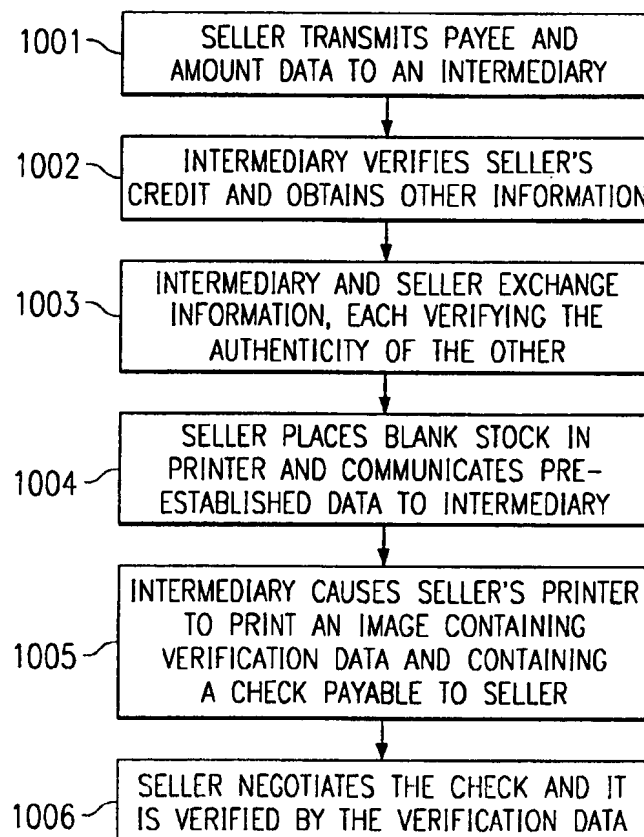 1001
SELLER TRANSMITS PAYEE AND
AMOUNT DATA TO AN INTERMEDIARY
1002
INTERMEDIARY VERIFIES SELLER'S
CREDIT AND OBTAINS OTHER INFORMATION
1003
INTERMEDIARY AND SELLER EXCHANGE
INFORMATION, EACH VERIFYING THE
AUTHENTICITY OF THE OTHER
1004
SELLER PLACES BLANK STOCK IN
PRINTER AND COMMUNICATES PRE-
ESTABLISHED DATA TO INTERMEDIARY
1005
INTERMEDIARY CAUSES SELLER'S PRINTER
TO PRINT AN IMAGE CONTAINING
VERIFICATION DATA AND CONTAINING
A CHECK PAYABLE TO SELLER
1006
SELLER NEGOTIATES THE CHECK AND IT
IS VERIFIED BY THE VERIFICATION DATA